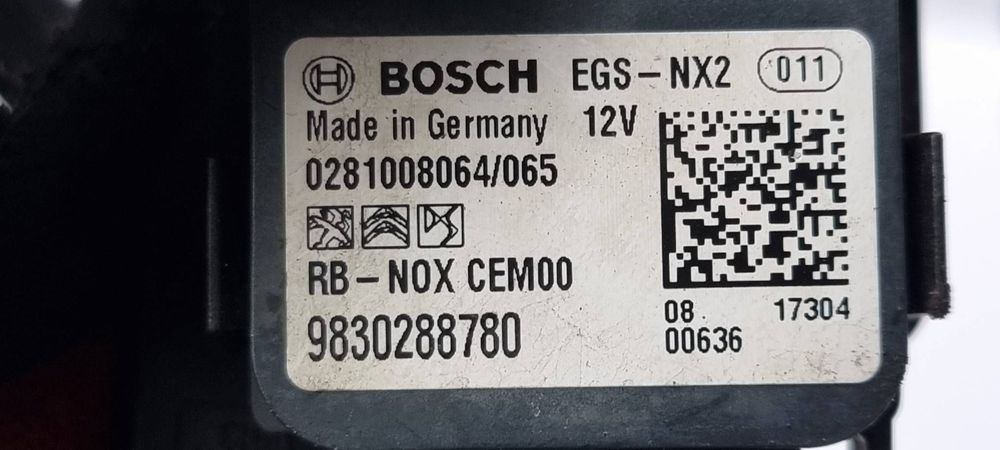 BOSCH EGS-NX2 011
Made in Germany 12V
0281008064/065
RB-NOX CEM00
9830288780
08 17304
00636